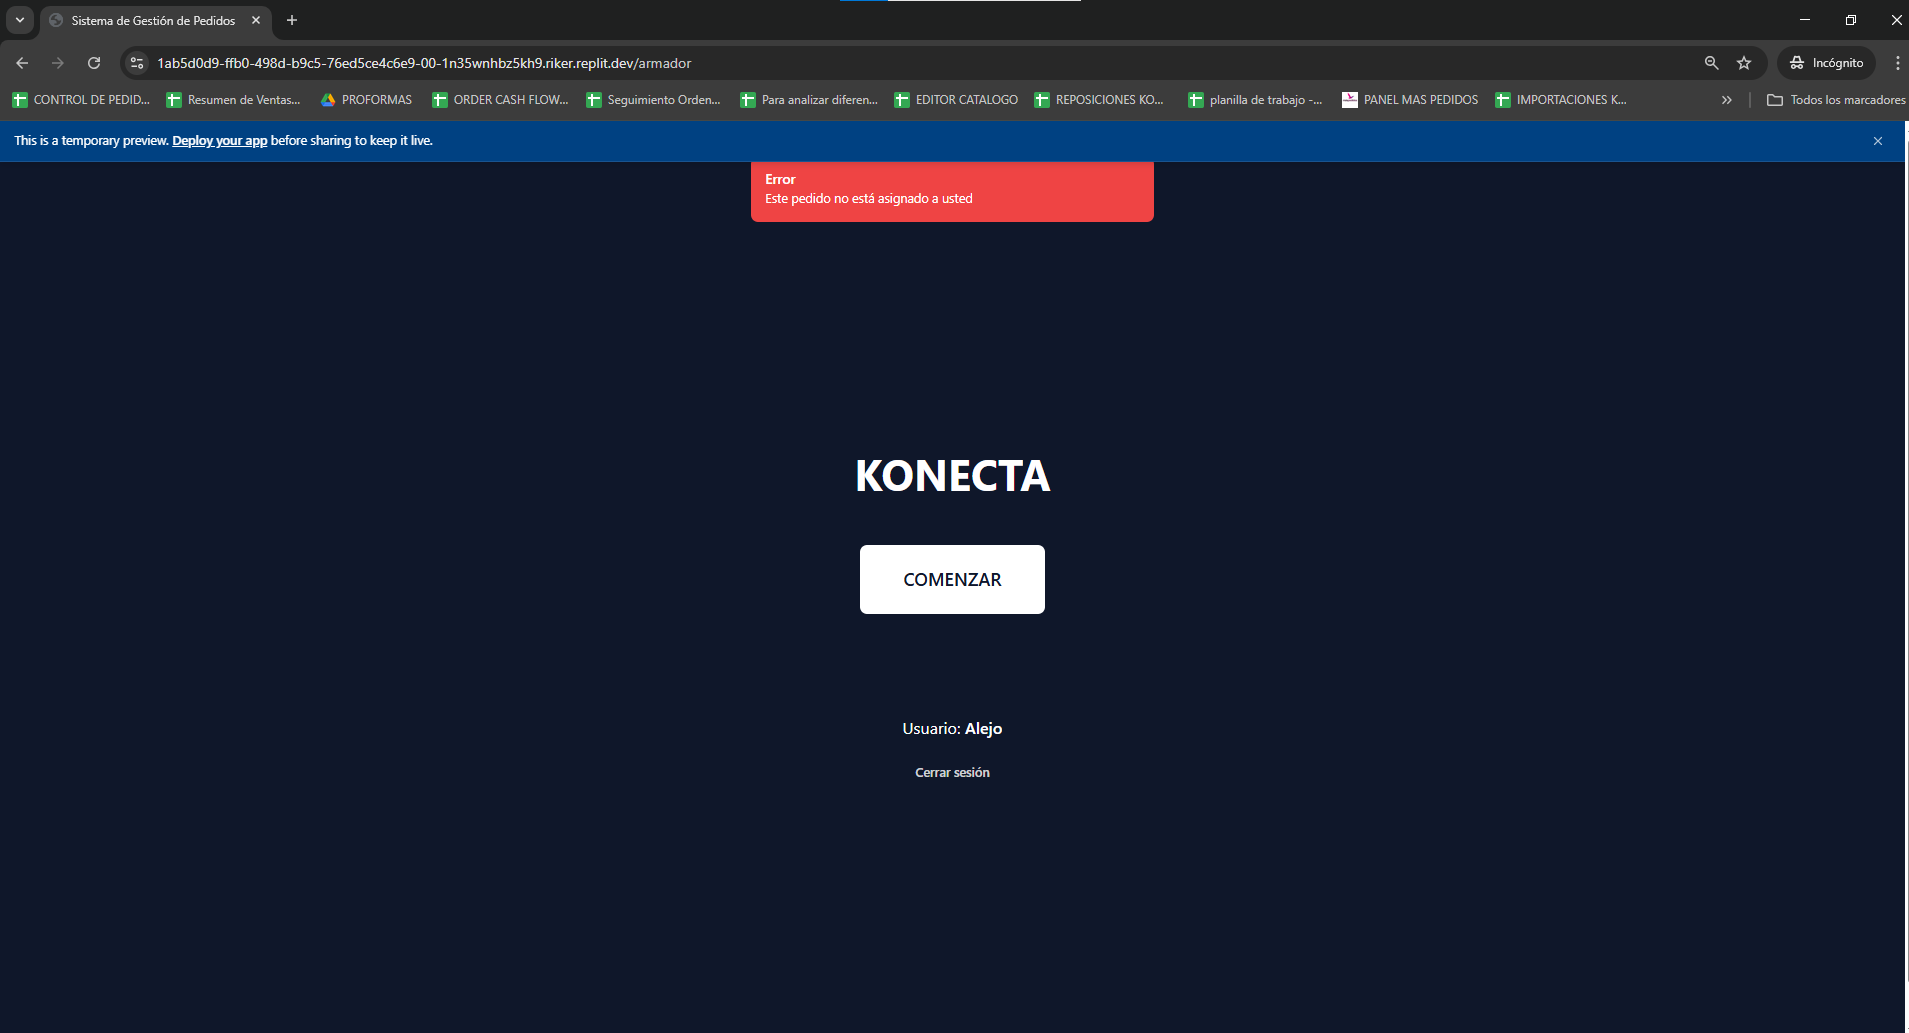 Sistema de Gestión de Pedidos
1ab5d0d9-ffb0-498d-b9c5-76ed5ce4c6e9-00-1n35wnhbz5kh9.riker.replit.dev/armador
Incógnito
CONTROL DE PEDID...
Resumen de Ventas...
PROFORMAS
ORDER CASH FLOW...
Seguimiento Orden...
Para analizar diferen...
EDITOR CATALOGO
REPOSICIONES KO...
planilla de trabajo -...
PANEL MAS PEDIDOS
IMPORTACIONES K...
Todos los marcadores
This is a temporary preview. Deploy your app before sharing to keep it live.
Error
Este pedido no está asignado a usted
KONECTA
COMENZAR
Usuario: Alejo
Cerrar sesión